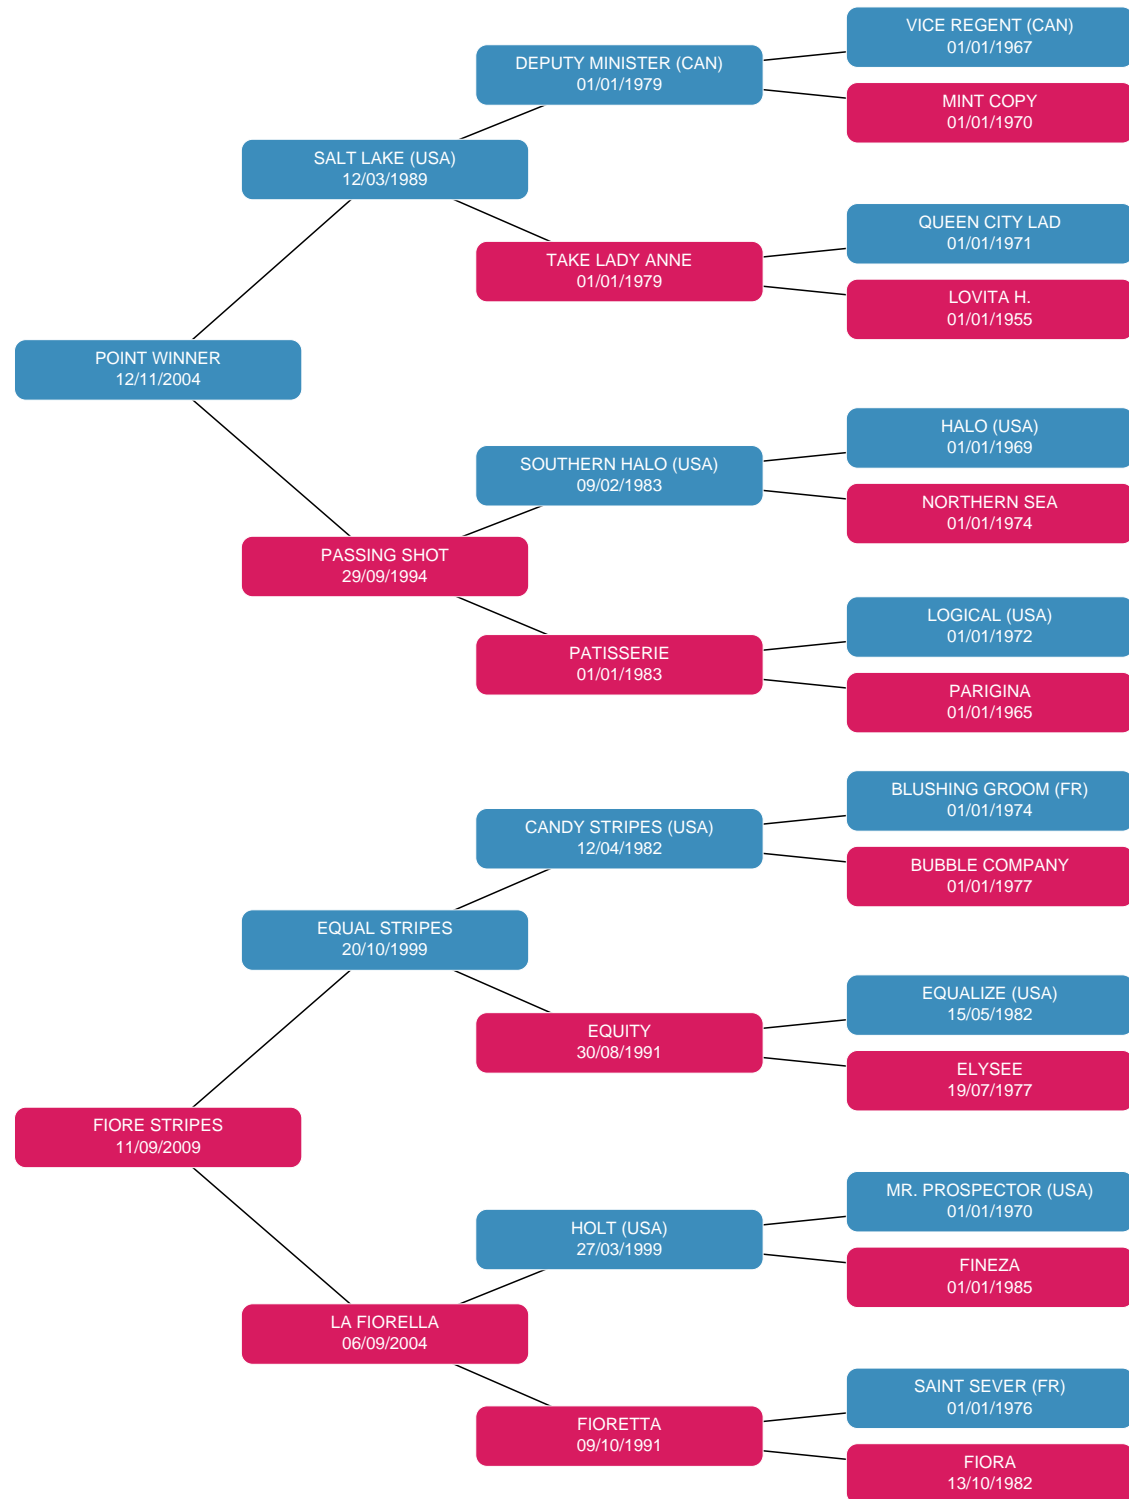 VICE REGENT (CAN)
01/01/1967
DEPUTY MINISTER (CAN)
01/01/1979
MINT COPY
01/01/1970
SALT LAKE (USA)
12/03/1989
QUEEN CITY LAD
01/01/1971
TAKE LADY ANNE
01/01/1979
LOVITA H.
01/01/1955
POINT WINNER
12/11/2004
HALO (USA)
01/01/1969
SOUTHERN HALO (USA)
09/02/1983
NORTHERN SEA
01/01/1974
PASSING SHOT
29/09/1994
LOGICAL (USA)
01/01/1972
PATISSERIE
01/01/1983
PARIGINA
01/01/1965
BLUSHING GROOM (FR)
01/01/1974
CANDY STRIPES (USA)
12/04/1982
BUBBLE COMPANY
01/01/1977
EQUAL STRIPES
20/10/1999
EQUALIZE (USA)
15/05/1982
EQUITY
30/08/1991
ELYSEE
19/07/1977
FIORE STRIPES
11/09/2009
MR. PROSPECTOR (USA)
01/01/1970
HOLT (USA)
27/03/1999
FINEZA
01/01/1985
LA FIORELLA
06/09/2004
SAINT SEVER (FR)
01/01/1976
FIORETTA
09/10/1991
FIORA
13/10/1982